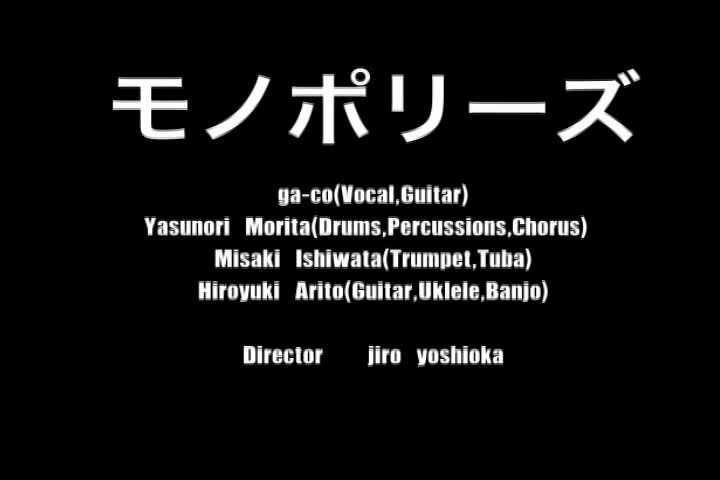 モノポリーズ
ga-co(Vocal,Guitar)
Yasunori Morita(Drums,Percussions,Chorus)
Misaki Ishiwata(Trumpet,Tuba)
Hiroyuki Arito(Guitar,Uklele,Banjo)
Director jiro yoshioka